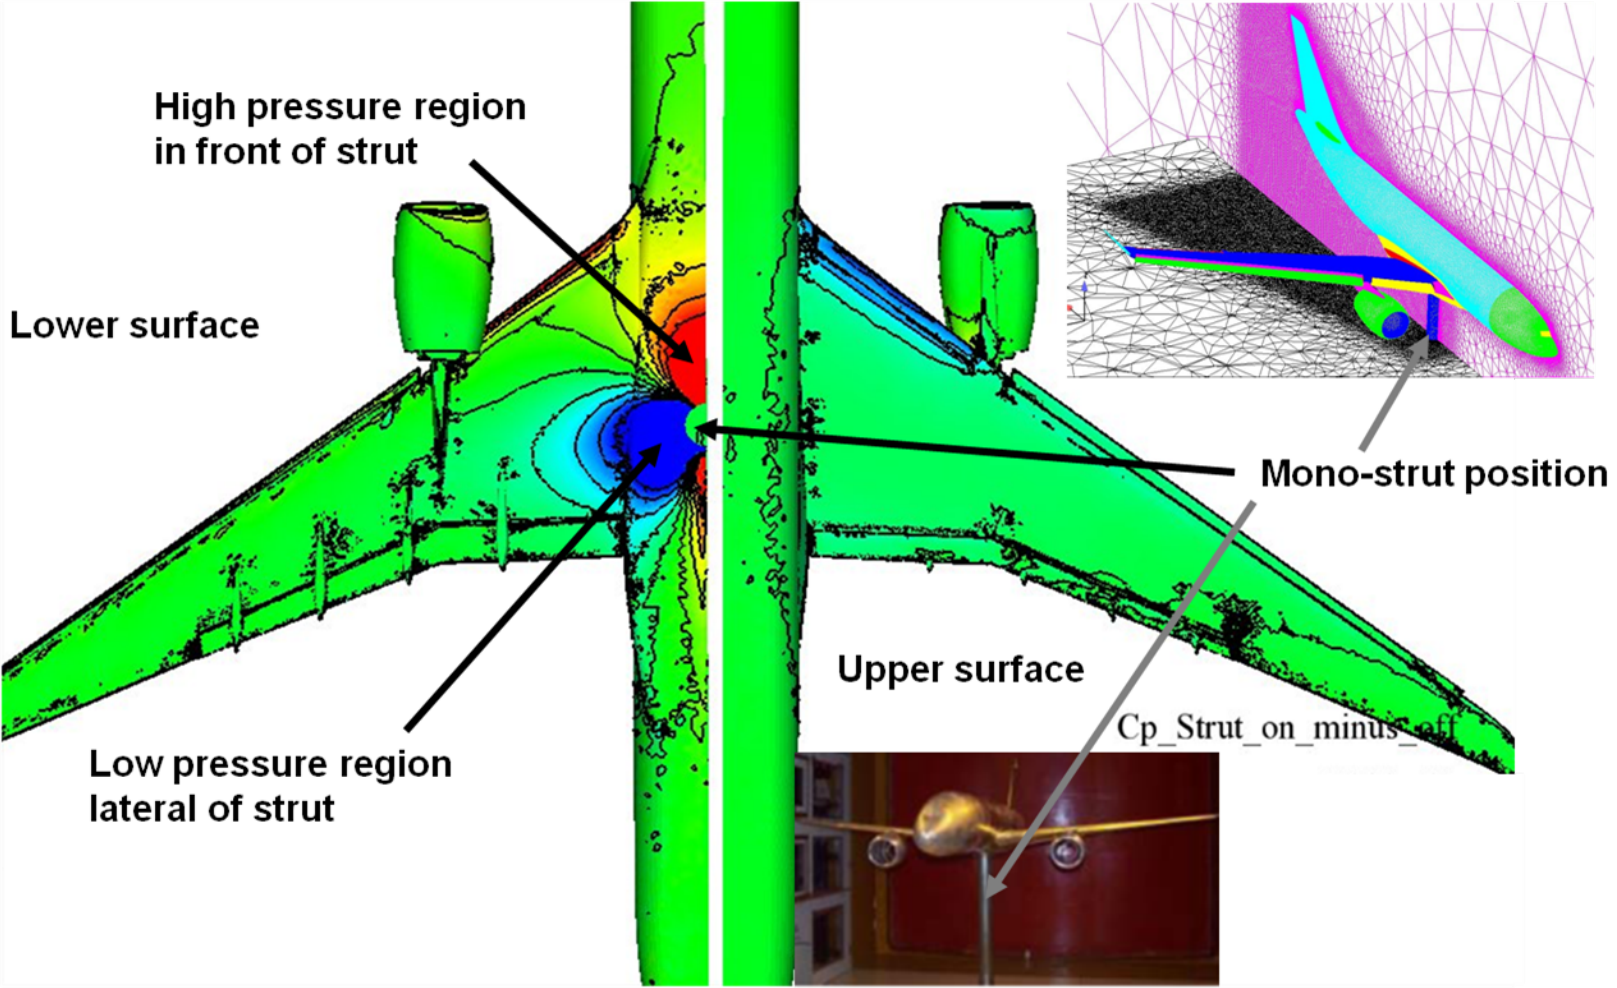 High pressure region
in front of strut
Lower surface
Mono-strut position
Upper surface
Cp_Strut_on_minus_off
Low pressure region
lateral of strut